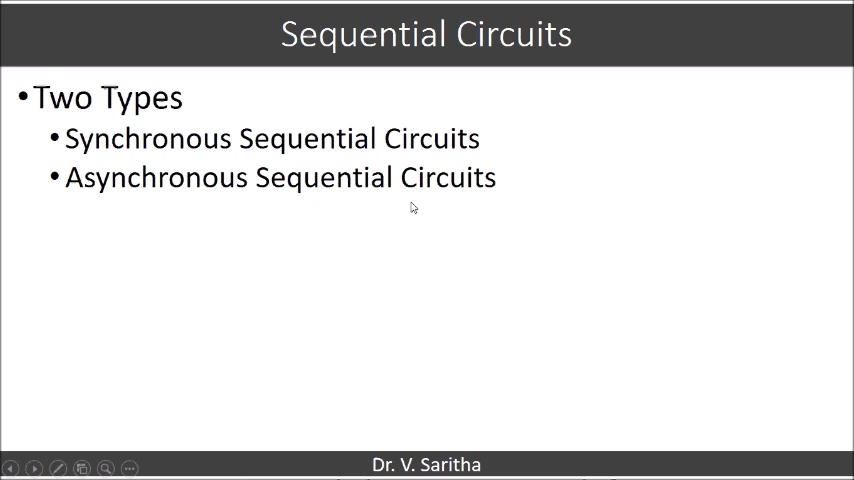 Sequential Circuits
•Two Types
•Synchronous Sequential Circuits
•Asynchronous Sequential Circuits
Dr. V. Saritha